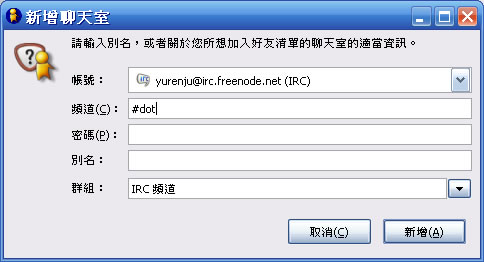 新增聊天室
請輸入別名，或者關於您所想加入好友清單的聊天室的適當資訊。
帳號： yurenju@irc.freenode.net (IRC)
頻道(C)： #dot
密碼(P)：
別名：
群組： IRC 頻道
取消(C) 新增(A)